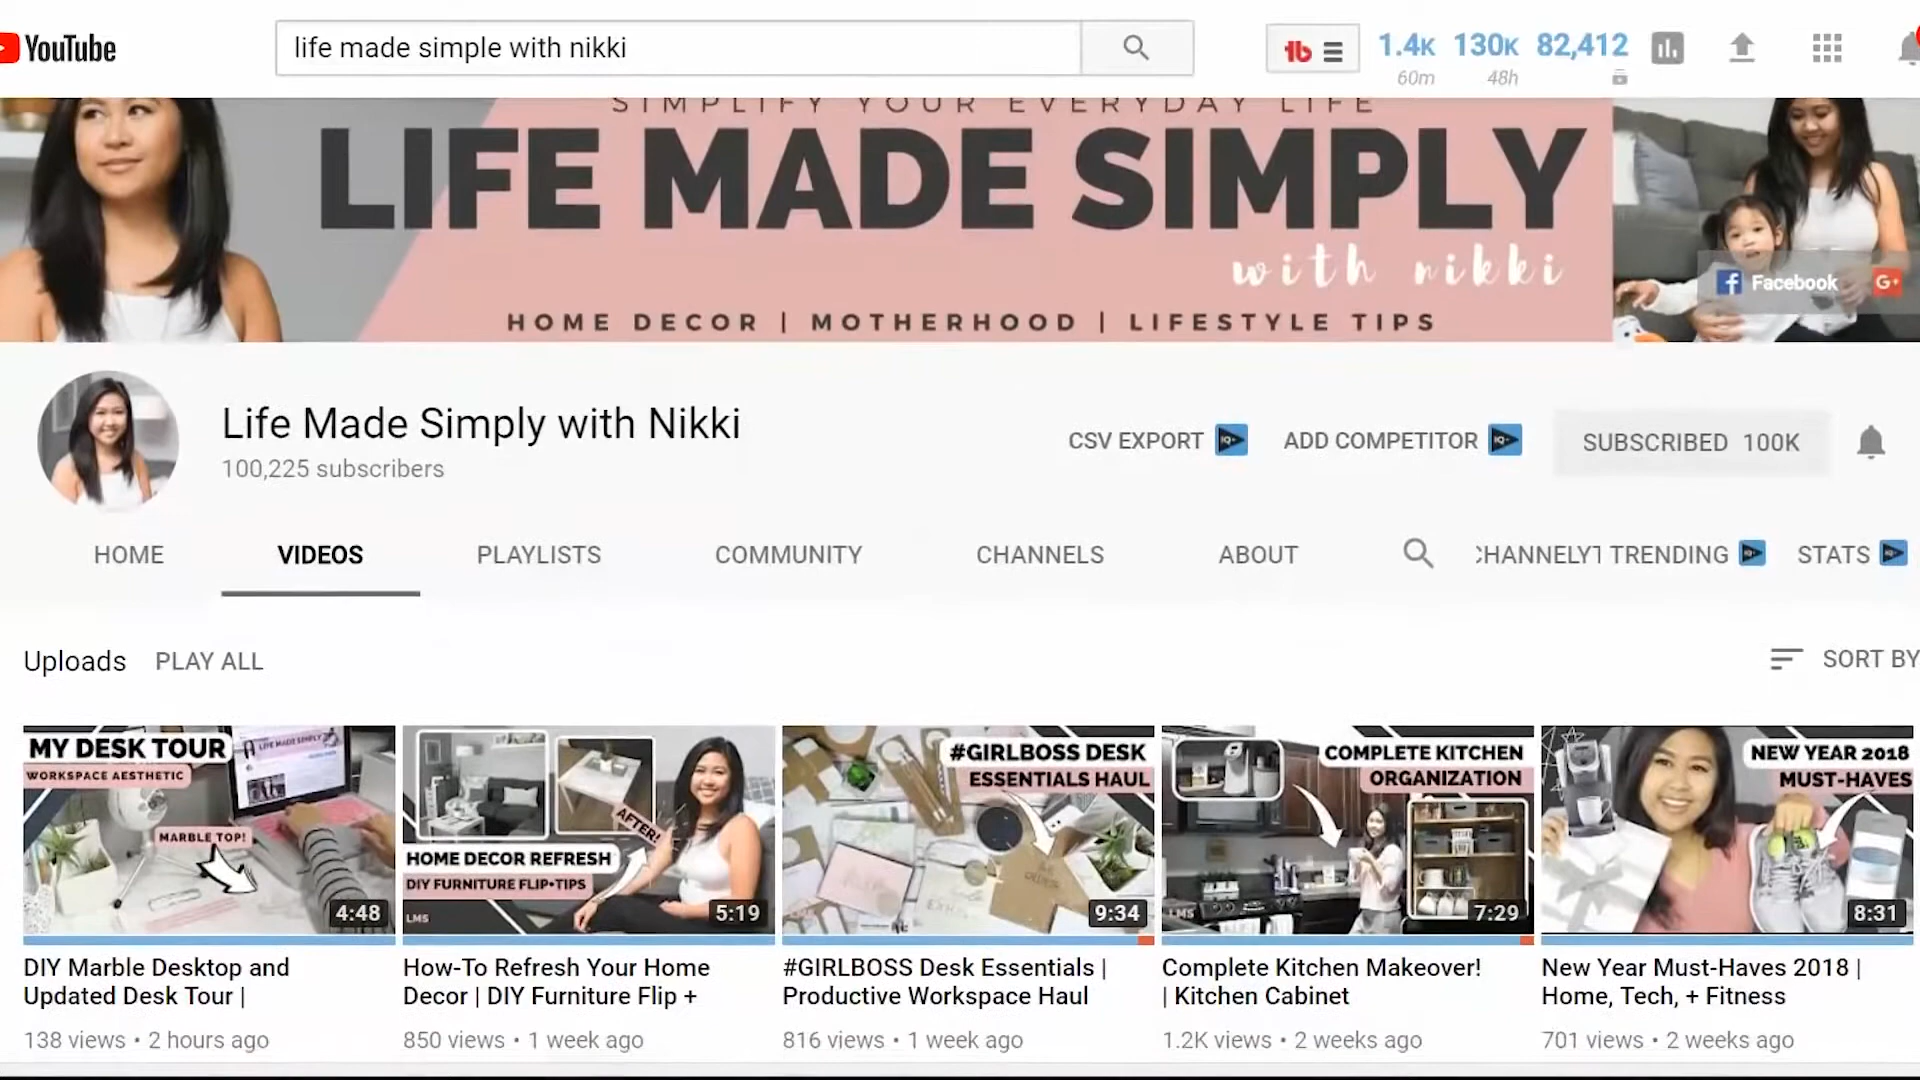 YouTube
life made simple with nikki
1.4K 130K 82,412
60m 48h
SIMPLIFY YOUR EVERYDAY LIFE
LIFE MADE SIMPLY
with nikki
HOME DECOR | MOTHERHOOD | LIFESTYLE TIPS
Facebook G+
Life Made Simply with Nikki
100,225 subscribers
CSV EXPORT IQ+ ADD COMPETITOR IQ+ SUBSCRIBED 100K
HOME VIDEOS PLAYLISTS COMMUNITY CHANNELS ABOUT TRENDING STATS
Uploads PLAY ALL SORT BY
MY DESK TOUR
WORKSPACE AESTHETIC
LIFE MADE SIMPLY
MARBLE TOP!
4:48
AFTER!
HOME DECOR REFRESH
DIY FURNITURE FLIP+TIPS
LMS
5:19
#GIRLBOSS DESK
ESSENTIALS HAUL
9:34
COMPLETE KITCHEN
ORGANIZATION
LMS
7:29
NEW YEAR 2018
MUST-HAVES
8:31
DIY Marble Desktop and
Updated Desk Tour |
138 views • 2 hours ago
How-To Refresh Your Home
Decor | DIY Furniture Flip +
850 views • 1 week ago
#GIRLBOSS Desk Essentials |
Productive Workspace Haul
816 views • 1 week ago
Complete Kitchen Makeover!
| Kitchen Cabinet
1.2K views • 2 weeks ago
New Year Must-Haves 2018 |
Home, Tech, + Fitness
701 views • 2 weeks ago